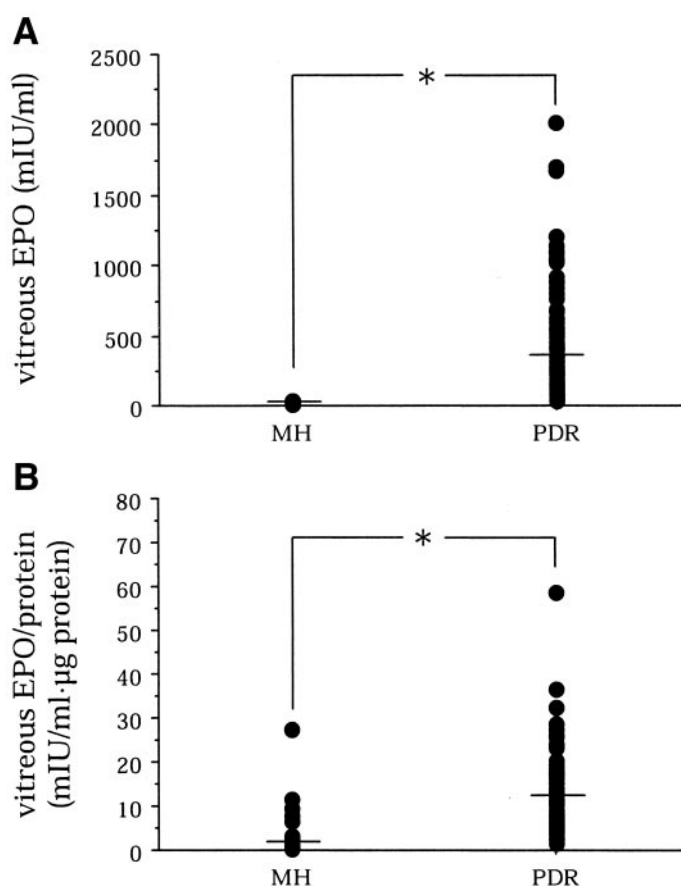 A
vitreous EPO (mIU/ml)
2500
2000
1500
1000
500
0
*
MH
PDR
B
vitreous EPO/protein
(mIU/ml·μg protein)
80
70
60
50
40
30
20
10
0
*
MH
PDR